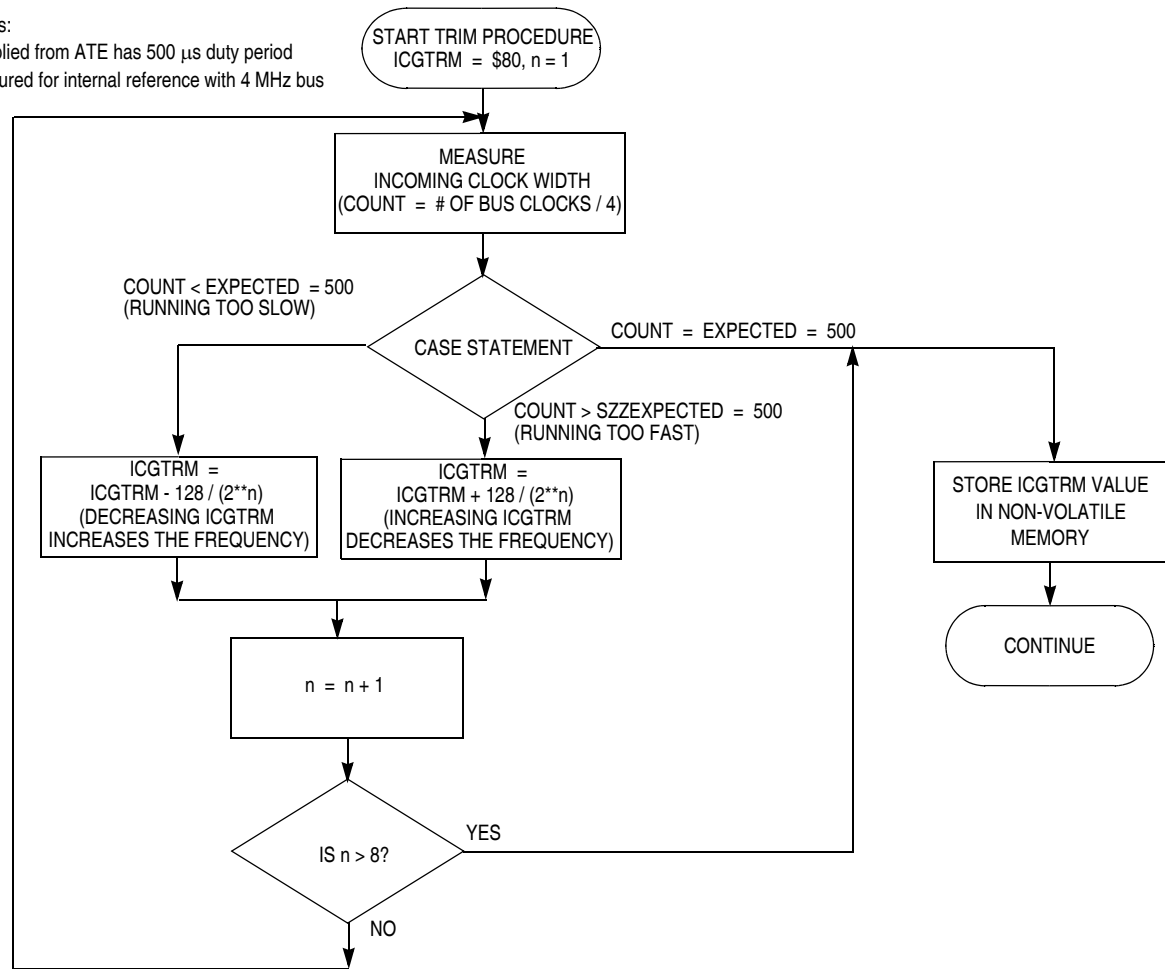 s:
plied from ATE has 500 μs duty period
ured for internal reference with 4 MHz bus
START TRIM PROCEDURE
ICGTRM = $80, n = 1
MEASURE
INCOMING CLOCK WIDTH
(COUNT = # OF BUS CLOCKS / 4)
COUNT < EXPECTED = 500
(RUNNING TOO SLOW)
CASE STATEMENT
COUNT = EXPECTED = 500
COUNT > SZZEXPECTED = 500
(RUNNING TOO FAST)
ICGTRM =
ICGTRM - 128 / (2**n)
(DECREASING ICGTRM
INCREASES THE FREQUENCY)
ICGTRM =
ICGTRM + 128 / (2**n)
(INCREASING ICGTRM
DECREASES THE FREQUENCY)
STORE ICGTRM VALUE
IN NON-VOLATILE
MEMORY
CONTINUE
n = n + 1
IS n > 8?
YES
NO